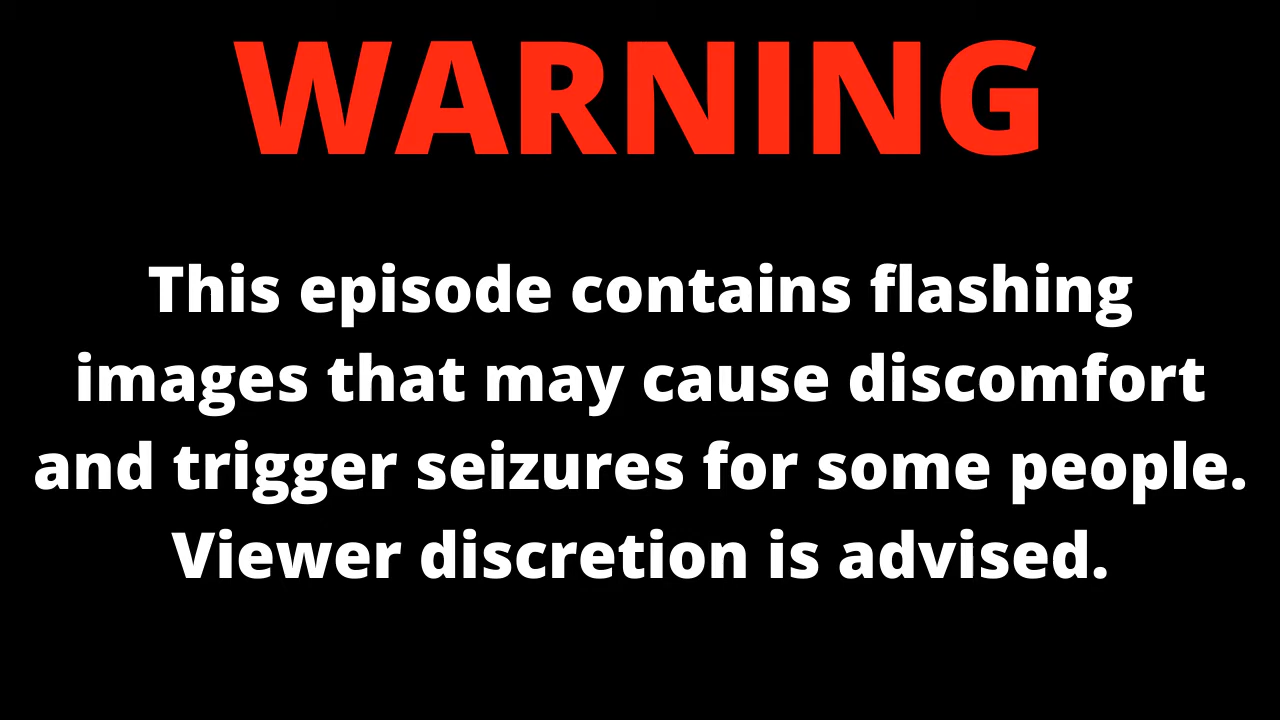 WARNING
This episode contains flashing
images that may cause discomfort
and trigger seizures for some people.
Viewer discretion is advised.